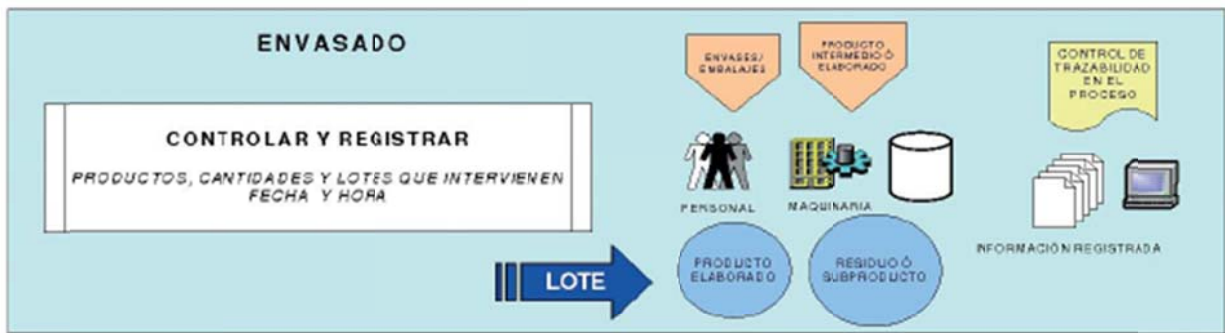 ENVASADO
CONTROLAR Y REGISTRAR
PRODUCTOS, CANTIDADES Y LOTES QUE INTERVIENEN
FECHA Y HORA
LOTE
ENVASES/
EMBALAJES
PRODUCTO
INTERMEDIO Ó
ELABORADO
PERSONAL
MAQUINARIA
PRODUCTO
ELABORADO
RESIDUO Ó
SUBPRODUCTO
CONTROL DE
TRAZABILIDAD
EN EL
PROCESO
INFORMACIÓN REGISTRADA